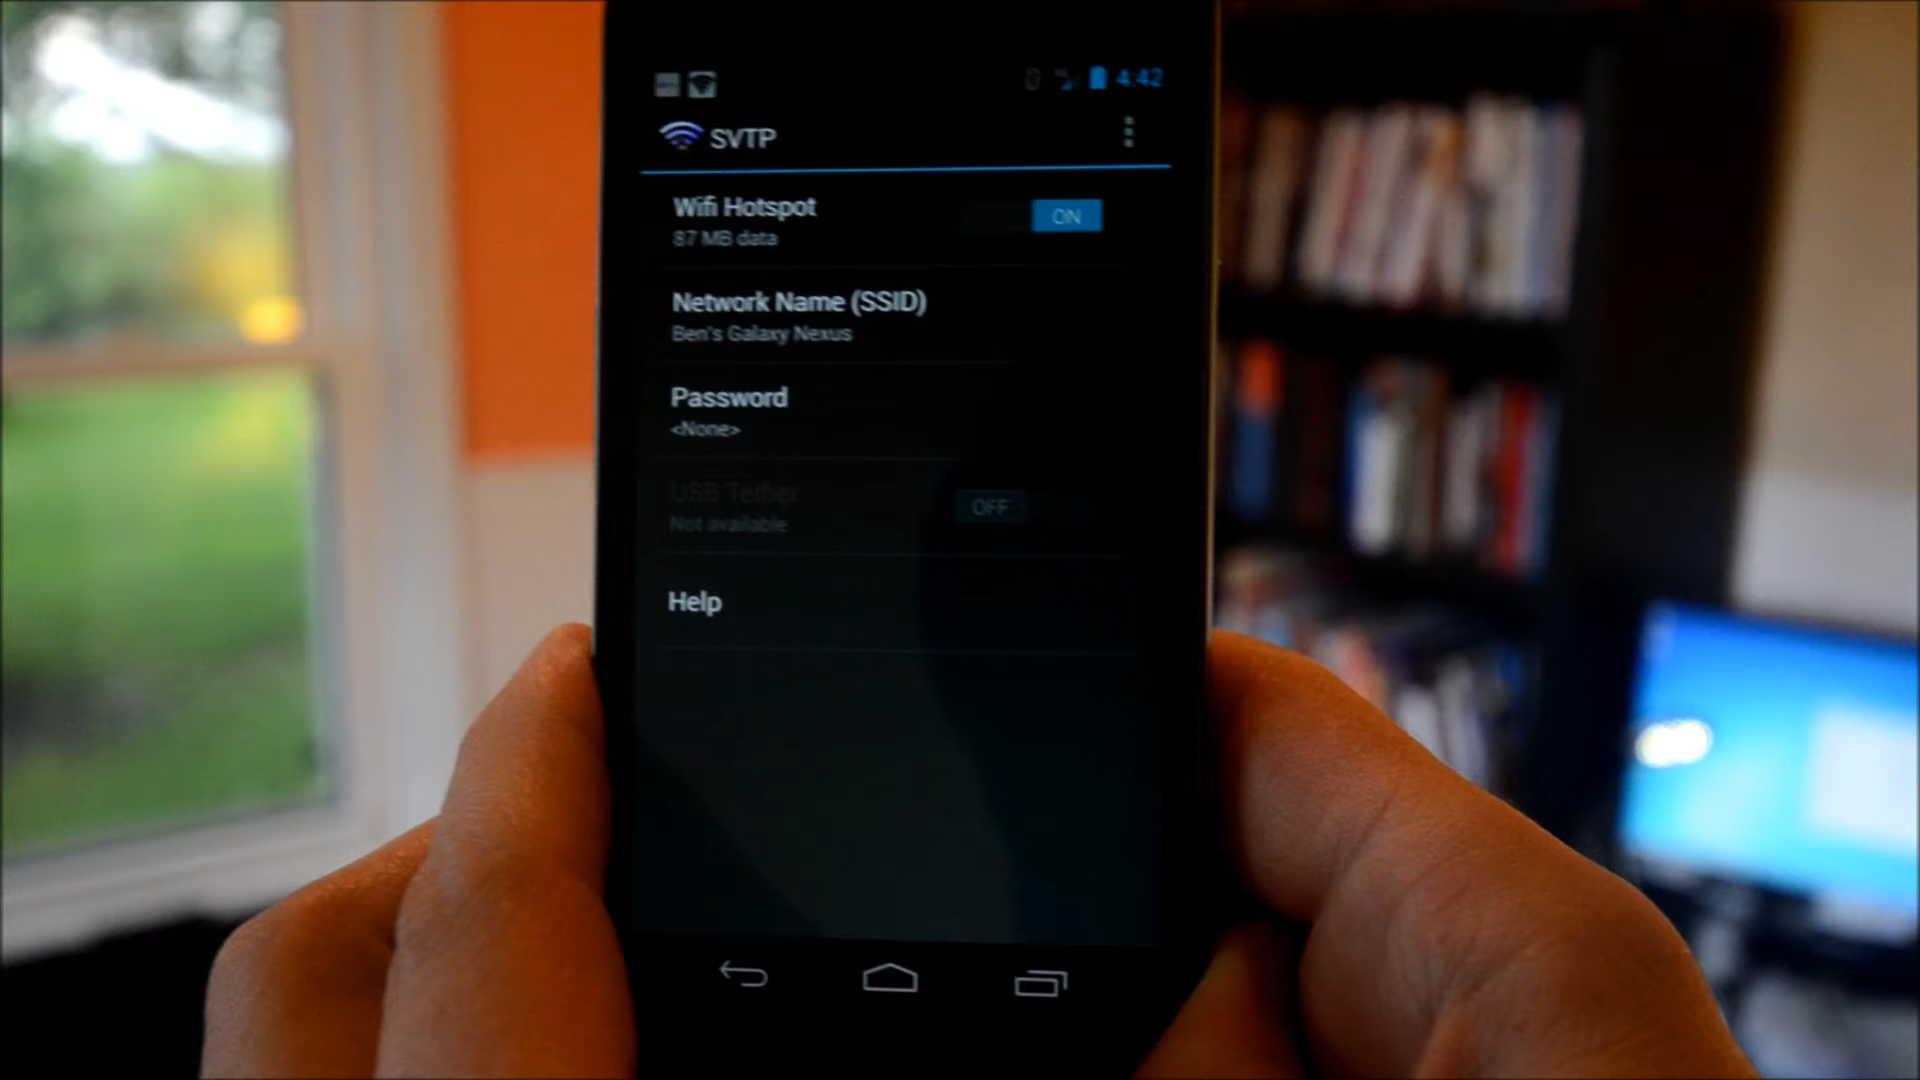 4:42
SVTP
Wifi Hotspot
ON
87 MB data
Network Name (SSID)
Ben's Galaxy Nexus
Password
<None>
USB Tether
OFF
Not available
Help